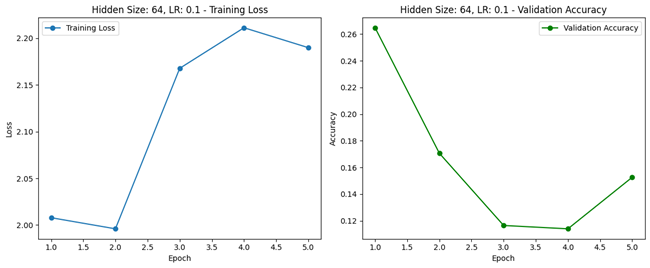 Hidden Size: 64, LR: 0.1 - Training Loss
Training Loss
2.20
2.15
2.10
2.05
2.00
Loss
1.0 1.5 2.0 2.5 3.0 3.5 4.0 4.5 5.0
Epoch
Hidden Size: 64, LR: 0.1 - Validation Accuracy
Validation Accuracy
0.26
0.24
0.22
0.20
0.18
0.16
0.14
0.12
Accuracy
1.0 1.5 2.0 2.5 3.0 3.5 4.0 4.5 5.0
Epoch